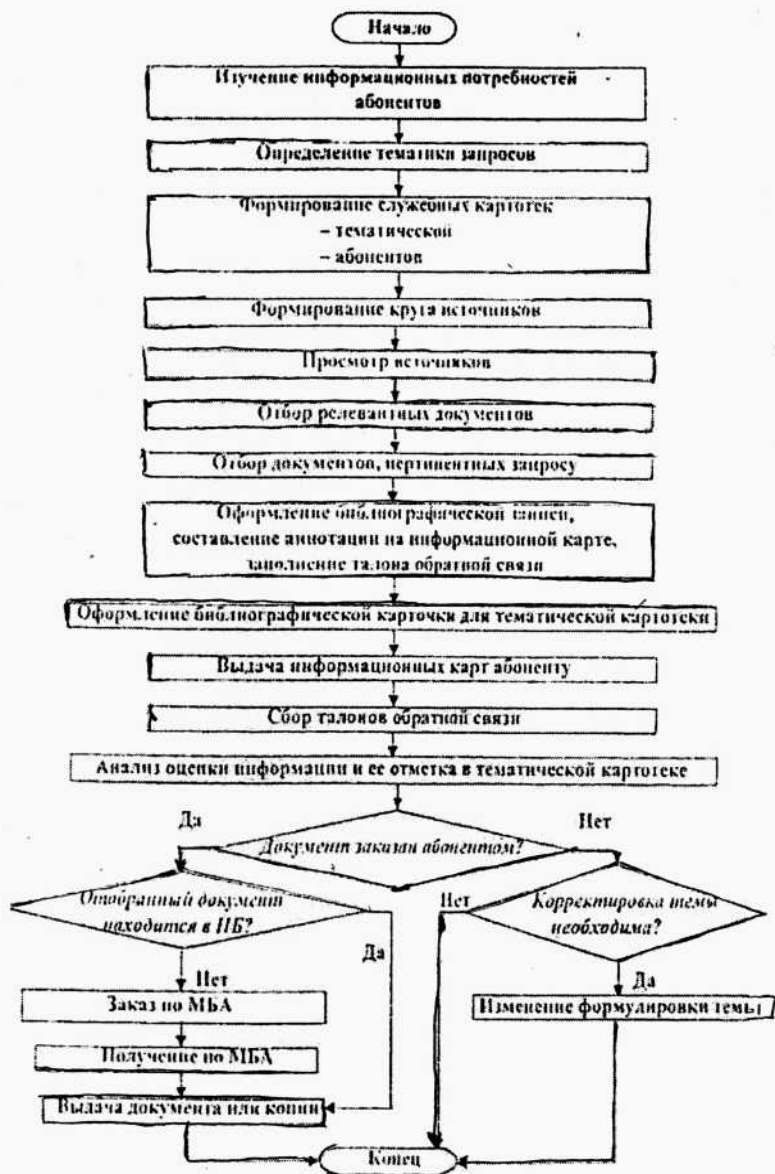 Начало
Изучение информационных потребностей
абонентов
Определение тематики запросов
Формирование служебных картотек
– тематической
– абонентов
Формирование круга источников
Просмотр источников
Отбор релевантных документов
Отбор документов, пертинентных запросу
Оформление библиографической записи,
составление аннотации на информационной карте,
заполнение талона обратной связи
Оформление библиографической карточки для тематической картотеки
Выдача информационных карт абоненту
Сбор талонов обратной связи
Анализ оценки информации и ее отметка в тематической картотеке
Да
Нет
Документ заказан абонентом?
Отобранный документ
находится в НБ?
Нет
Корректировка темы
необходима?
Да
Нет
Да
Заказ по МБА
Изменение формулировки темы
Получение по МБА
Выдача документа или копии
Конец